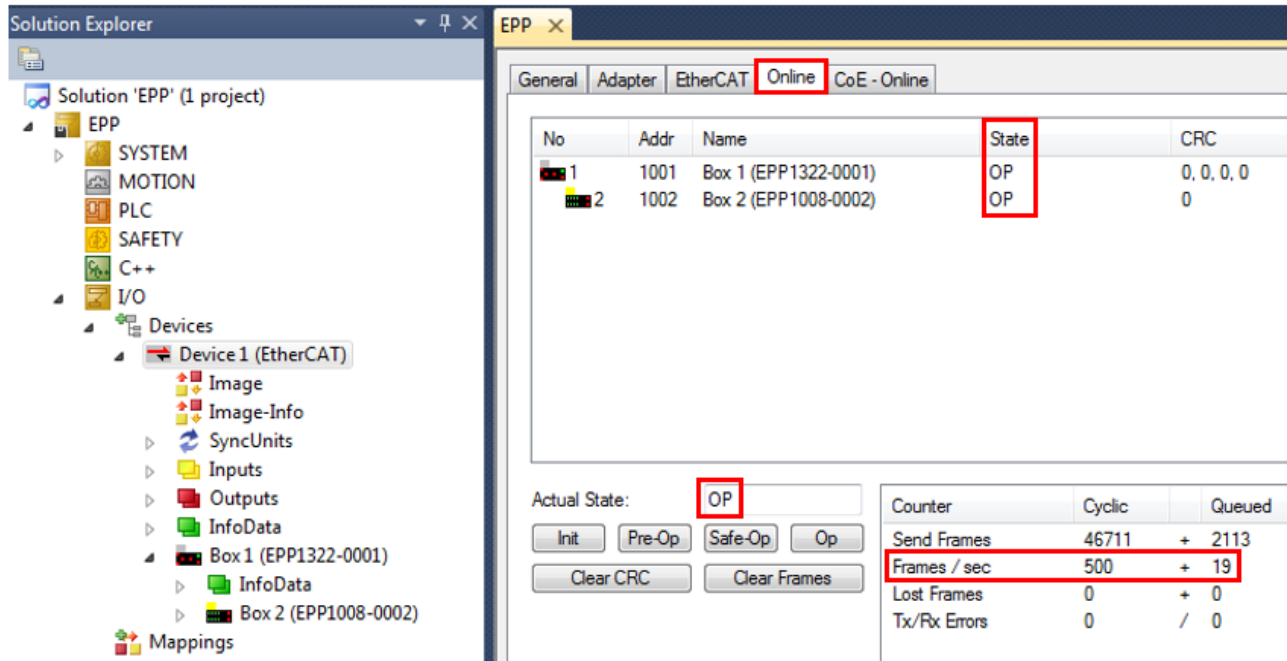 Solution Explorer
Solution 'EPP' (1 project)
EPP
SYSTEM
MOTION
PLC
SAFETY
C++
I/O
Devices
Device 1 (EtherCAT)
Image
Image-Info
SyncUnits
Inputs
Outputs
InfoData
Box 1 (EPP1322-0001)
InfoData
Box 2 (EPP1008-0002)
Mappings
EPP
General Adapter EtherCAT Online CoE - Online
No Addr Name State CRC
1 1001 Box 1 (EPP1322-0001) OP 0, 0, 0, 0
2 1002 Box 2 (EPP1008-0002) OP 0
Actual State: OP
Init Pre-Op Safe-Op Op
Clear CRC Clear Frames
Counter Cyclic Queued
Send Frames 46711 + 2113
Frames / sec 500 + 19
Lost Frames 0 + 0
Tx/Rx Errors 0 / 0